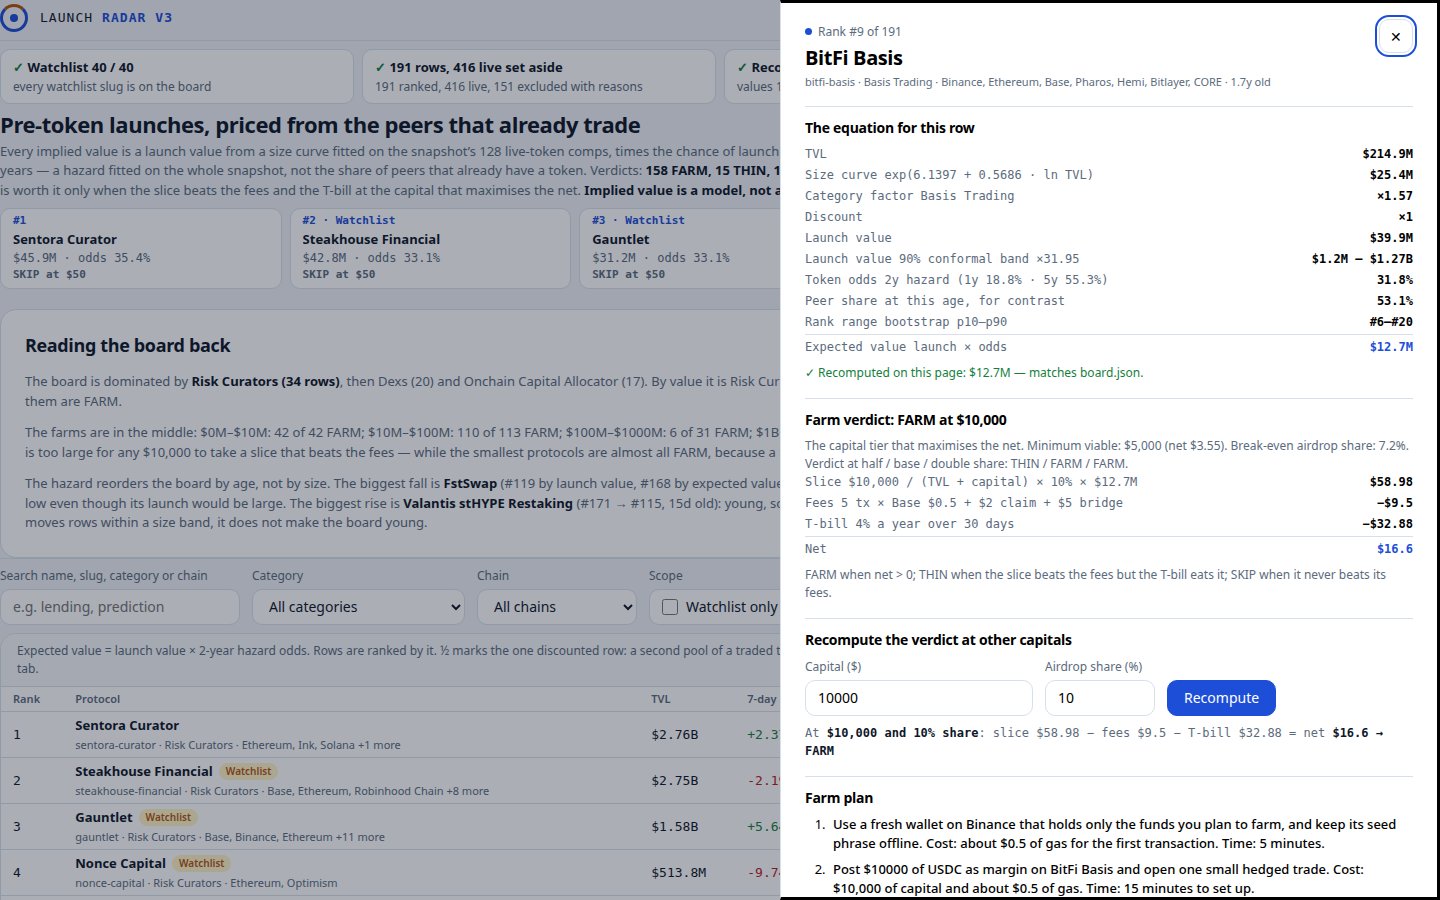 LAUNCH RADAR V3
✓ Watchlist 40 / 40
every watchlist slug is on the board
✓ 191 rows, 416 live set aside
191 ranked, 416 live, 151 excluded with reasons
✓ Reco
values 1
Pre-token launches, priced from the peers that already trade
Every implied value is a launch value from a size curve fitted on the snapshot's 128 live-token comps, times the chance of launch
years — a hazard fitted on the whole snapshot, not the share of peers that already have a token. Verdicts: 158 FARM, 15 THIN, 1
is worth it only when the slice beats the fees and the T-bill at the capital that maximises the net. Implied value is a model, not a
#1
Sentora Curator
$45.9M · odds 35.4%
SKIP at $50
#2 · Watchlist
Steakhouse Financial
$42.8M · odds 33.1%
SKIP at $50
#3 · Watchlist
Gauntlet
$31.2M · odds 33.1%
SKIP at $50
Reading the board back
The board is dominated by Risk Curators (34 rows), then Dexs (20) and Onchain Capital Allocator (17). By value it is Risk Cur
them are FARM.
The farms are in the middle: $0M–$10M: 42 of 42 FARM; $10M–$100M: 110 of 113 FARM; $100M–$1000M: 6 of 31 FARM; $1B
is too large for any $10,000 to take a slice that beats the fees — while the smallest protocols are almost all FARM, because a
The hazard reorders the board by age, not by size. The biggest fall is FstSwap (#119 by launch value, #168 by expected value
low even though its launch would be large. The biggest rise is Valantis stHYPE Restaking (#171 → #115, 15d old): young, so
moves rows within a size band, it does not make the board young.
Search name, slug, category or chain
Category
Chain
Scope
e.g. lending, prediction
All categories
All chains
Watchlist only
Expected value = launch value × 2-year hazard odds. Rows are ranked by it. ½ marks the one discounted row: a second pool of a traded t
tab.
Rank Protocol TVL 7-day
1 Sentora Curator $2.76B +2.3
sentora-curator · Risk Curators · Ethereum, Ink, Solana +1 more
2 Steakhouse Financial Watchlist $2.75B -2.1
steakhouse-financial · Risk Curators · Base, Ethereum, Robinhood Chain +8 more
3 Gauntlet Watchlist $1.58B +5.6
gauntlet · Risk Curators · Base, Binance, Ethereum +11 more
4 Nonce Capital Watchlist $513.8M -9.7
nonce-capital · Risk Curators · Ethereum, Optimism
Rank #9 of 191
✕
BitFi Basis
bitfi-basis · Basis Trading · Binance, Ethereum, Base, Pharos, Hemi, Bitlayer, CORE · 1.7y old
The equation for this row
TVL $214.9M
Size curve exp(6.1397 + 0.5686 · ln TVL) $25.4M
Category factor Basis Trading ×1.57
Discount ×1
Launch value $39.9M
Launch value 90% conformal band ×31.95 $1.2M – $1.27B
Token odds 2y hazard (1y 18.8% · 5y 55.3%) 31.8%
Peer share at this age, for contrast 53.1%
Rank range bootstrap p10–p90 #6–#20
Expected value launch × odds $12.7M
✓ Recomputed on this page: $12.7M — matches board.json.
Farm verdict: FARM at $10,000
The capital tier that maximises the net. Minimum viable: $5,000 (net $3.55). Break-even airdrop share: 7.2%.
Verdict at half / base / double share: THIN / FARM / FARM.
Slice $10,000 / (TVL + capital) × 10% × $12.7M $58.98
Fees 5 tx × Base $0.5 + $2 claim + $5 bridge −$9.5
T-bill 4% a year over 30 days −$32.88
Net $16.6
FARM when net > 0; THIN when the slice beats the fees but the T-bill eats it; SKIP when it never beats its
fees.
Recompute the verdict at other capitals
Capital ($)
Airdrop share (%)
10000
10
Recompute
At $10,000 and 10% share: slice $58.98 − fees $9.5 − T-bill $32.88 = net $16.6 →
FARM
Farm plan
1. Use a fresh wallet on Binance that holds only the funds you plan to farm, and keep its seed
phrase offline. Cost: about $0.5 of gas for the first transaction. Time: 5 minutes.
2. Post $10000 of USDC as margin on BitFi Basis and open one small hedged trade. Cost:
$10,000 of capital and about $0.5 of gas. Time: 15 minutes to set up.